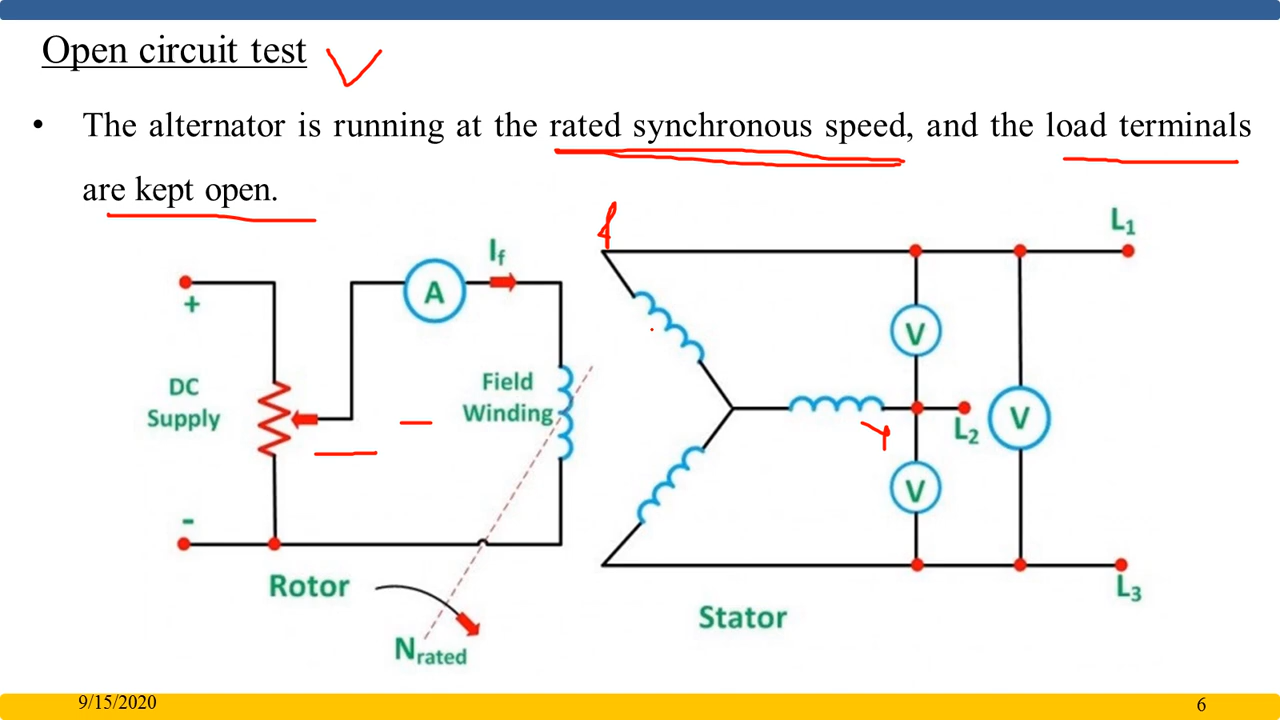 Open circuit test
• The alternator is running at the rated synchronous speed, and the load terminals
are kept open.
L1
If
+
A
V
DC
Supply
Field
Winding
V
L2
V
-
Rotor
L3
Stator
Nrated
V
9/15/2020
6